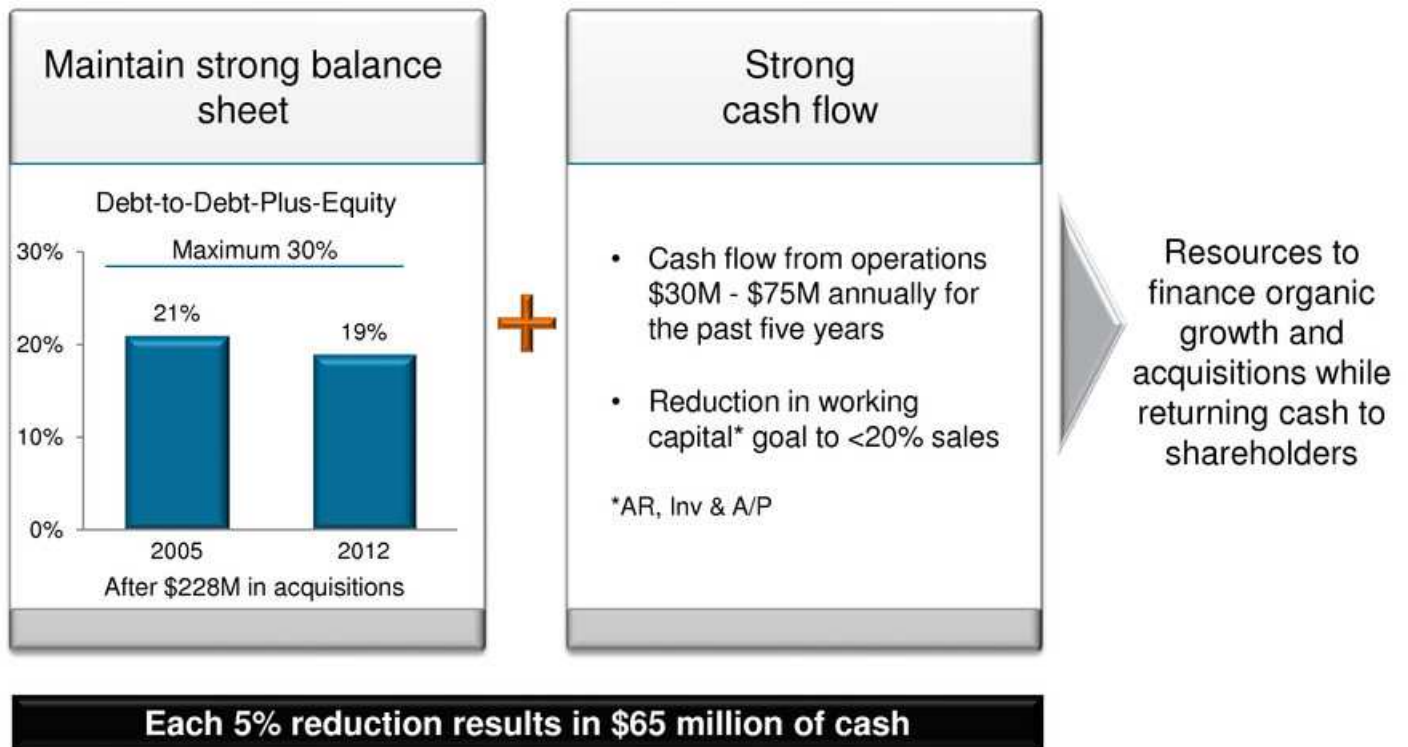 Maintain strong balance
sheet
Debt-to-Debt-Plus-Equity
Maximum 30%
30%
20%
10%
0%
21%
19%
2005
2012
After $228M in acquisitions
Strong
cash flow
• Cash flow from operations
$30M - $75M annually for
the past five years
• Reduction in working
capital* goal to <20% sales
*AR, Inv & A/P
Resources to
finance organic
growth and
acquisitions while
returning cash to
shareholders
Each 5% reduction results in $65 million of cash